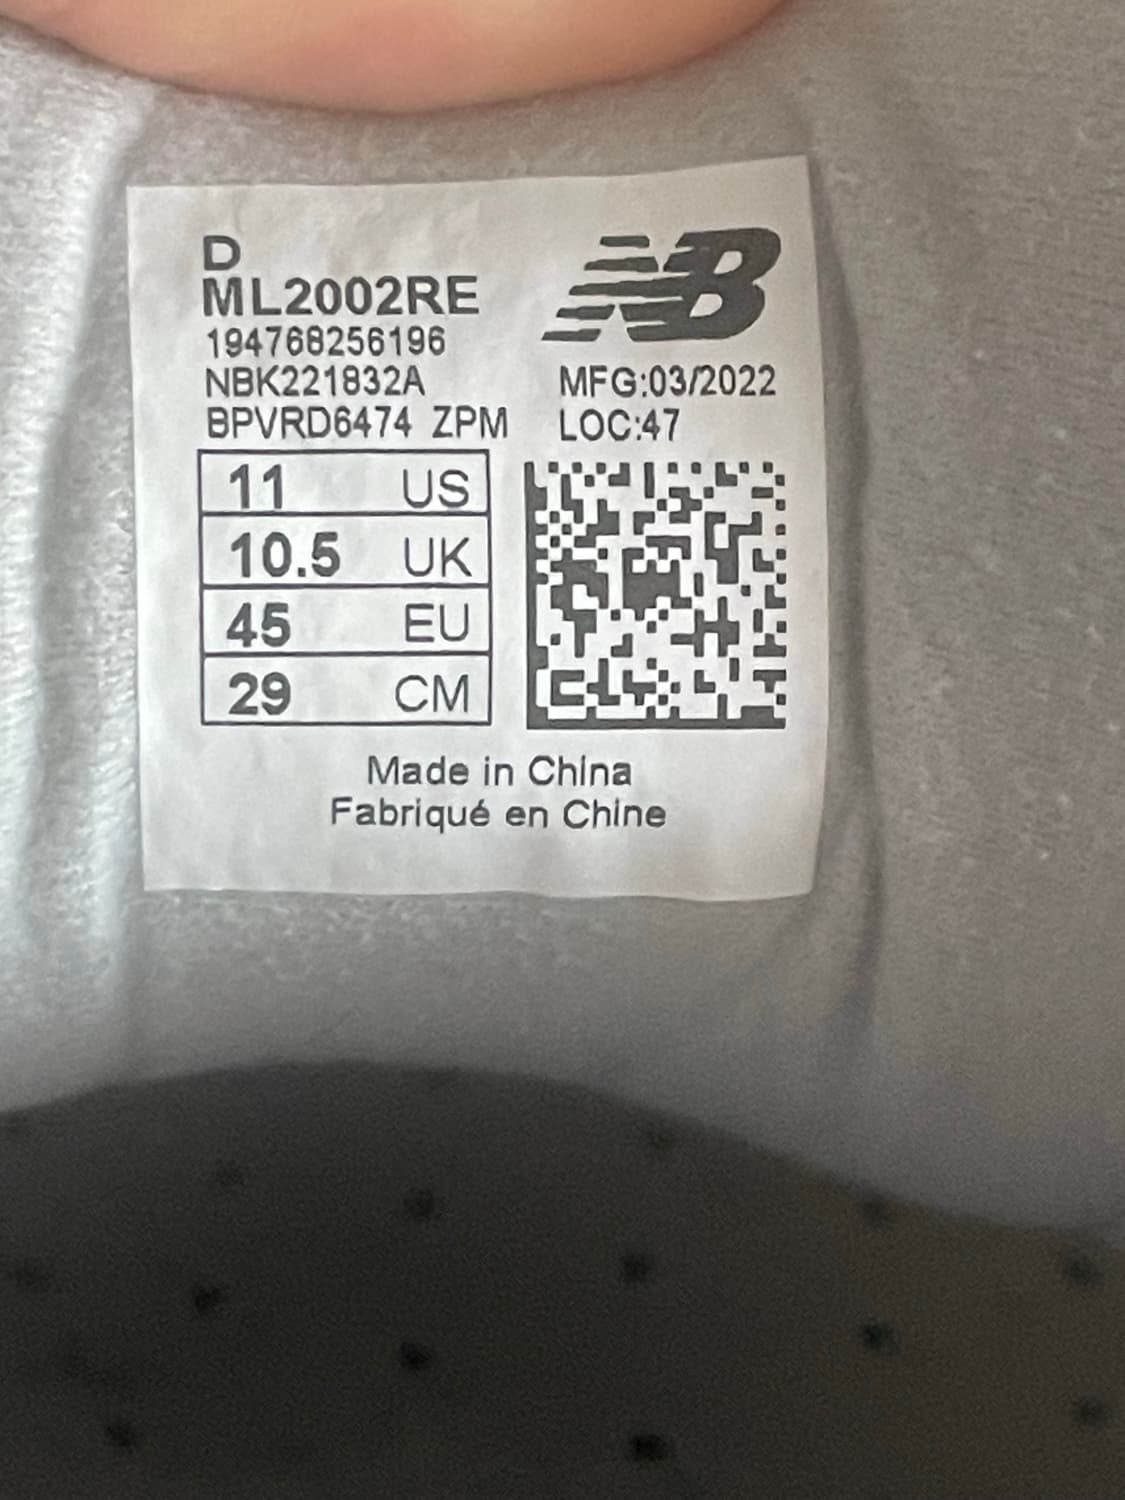 D
ML2002RE
194768256196
NBK221832A
MFG:03/2022
BPVRD6474 ZPM
LOC:47
NB
11 US
10.5 UK
45 EU
29 CM
Made in China
Fabriqué en Chine